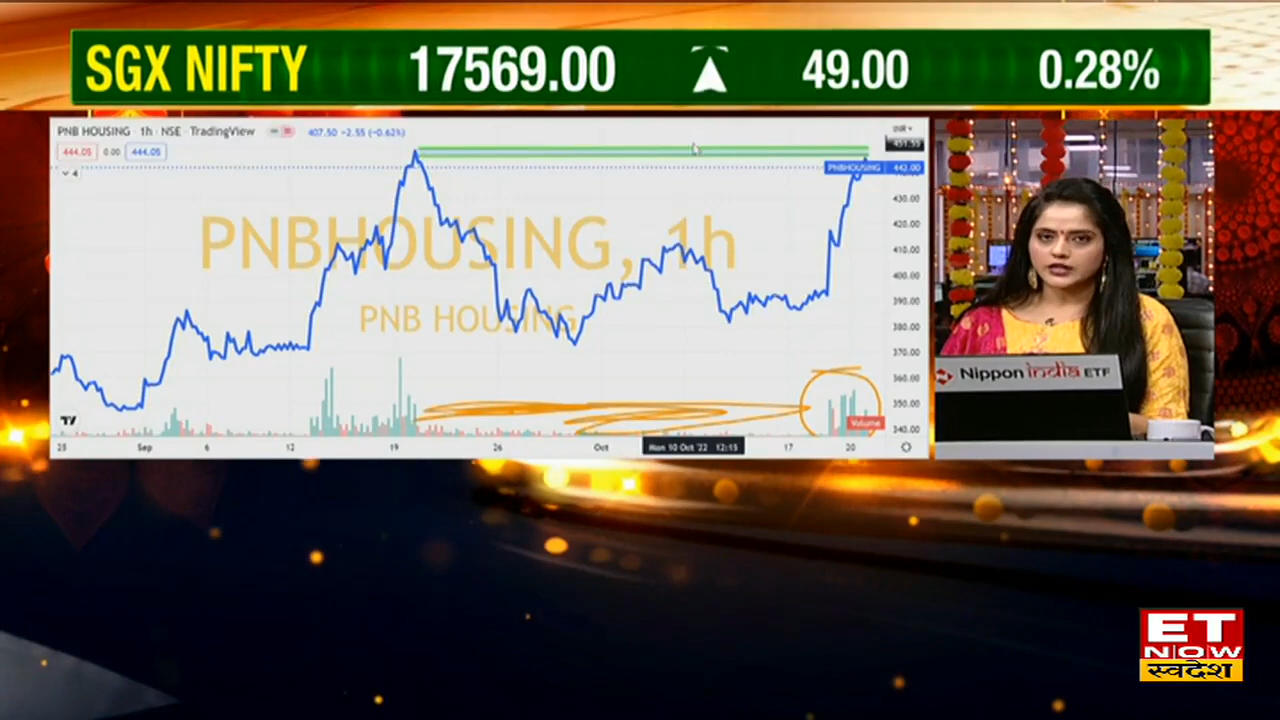 SGX NIFTY 17569.00 49.00 0.28%
PNB HOUSING · 1h · NSE · TradingView 407.50 −2.55 (−0.62%) INR
444.05 0.00 444.05
451.55
4
PNBHOUSING 442.00
430.00
420.00
410.00
400.00
390.00
380.00
370.00
360.00
350.00
340.00
PNBHOUSING, 1h
PNB HOUSING
Volume
25 Sep 6 12 19 26 Oct Mon 10 Oct '22 12:15 17 20
Nippon india ETF
ET
NOW
स्वदेश